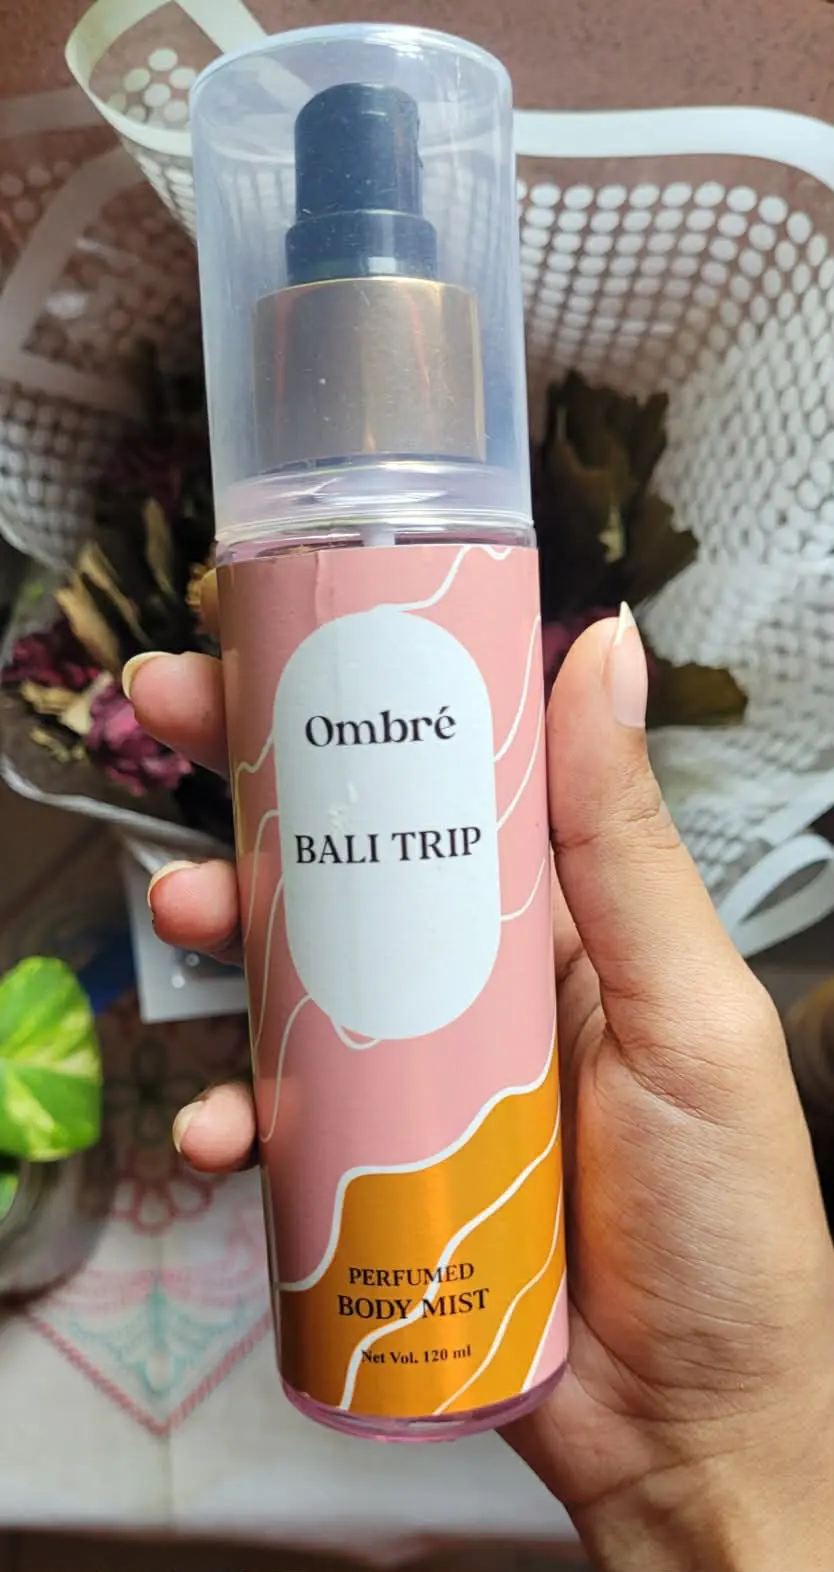 Ombré
BALI TRIP
PERFUMED
BODY MIST
Net Vol. 120 ml